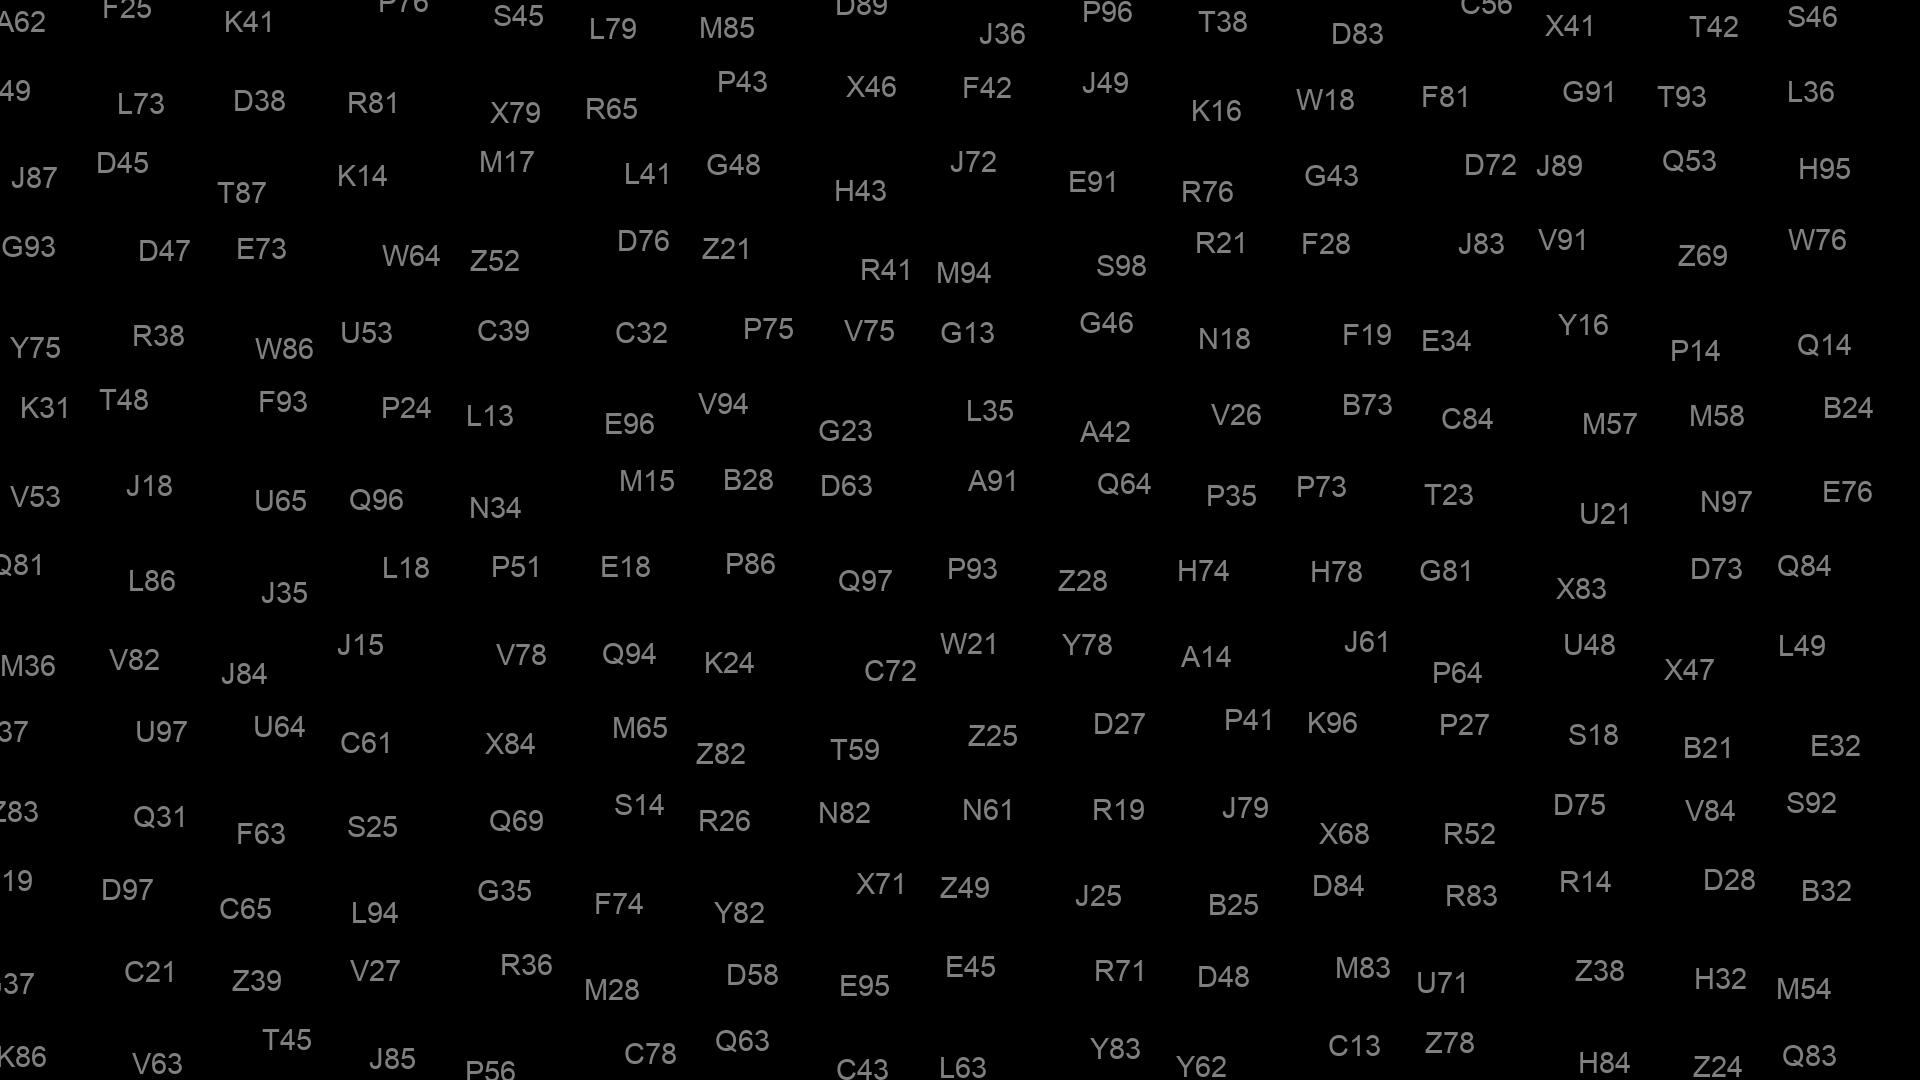 A62 F25 K41 P76 S45 L79 M85 D89 J36 P96 T38 D83 C56 X41 T42 S46
49 L73 D38 R81 X79 R65 P43 X46 F42 J49 K16 W18 F81 G91 T93 L36
J87 D45 T87 K14 M17 L41 G48 H43 J72 E91 R76 G43 D72 J89 Q53 H95
G93 D47 E73 W64 Z52 D76 Z21 R41 M94 S98 R21 F28 J83 V91 Z69 W76
Y75 R38 W86 U53 C39 C32 P75 V75 G13 G46 N18 F19 E34 Y16 P14 Q14
K31 T48 F93 P24 L13 E96 V94 G23 L35 A42 V26 B73 C84 M57 M58 B24
V53 J18 U65 Q96 N34 M15 B28 D63 A91 Q64 P35 P73 T23 U21 N97 E76
Q81 L86 J35 L18 P51 E18 P86 Q97 P93 Z28 H74 H78 G81 X83 D73 Q84
M36 V82 J84 J15 V78 Q94 K24 C72 W21 Y78 A14 J61 P64 U48 X47 L49
37 U97 U64 C61 X84 M65 Z82 T59 Z25 D27 P41 K96 P27 S18 B21 E32
Z83 Q31 F63 S25 Q69 S14 R26 N82 N61 R19 J79 X68 R52 D75 V84 S92
19 D97 C65 L94 G35 F74 Y82 X71 Z49 J25 B25 D84 R83 R14 D28 B32
37 C21 Z39 V27 R36 M28 D58 E95 E45 R71 D48 M83 U71 Z38 H32 M54
K86 V63 T45 J85 P56 C78 Q63 C43 L63 Y83 Y62 C13 Z78 H84 Z24 Q83